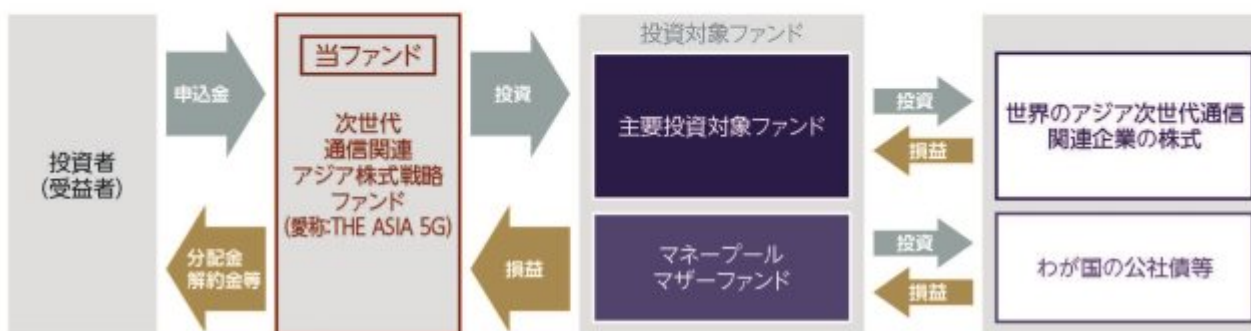 投資者
(受益者)
申込金
分配金
解約金等
当ファンド
次世代
通信関連
アジア株式戦略
ファンド
(愛称:THE ASIA 5G)
投資
損益
投資対象ファンド
主要投資対象ファンド
マネープール
マザーファンド
投資
損益
投資
損益
世界のアジア次世代通信
関連企業の株式
わが国の公社債等